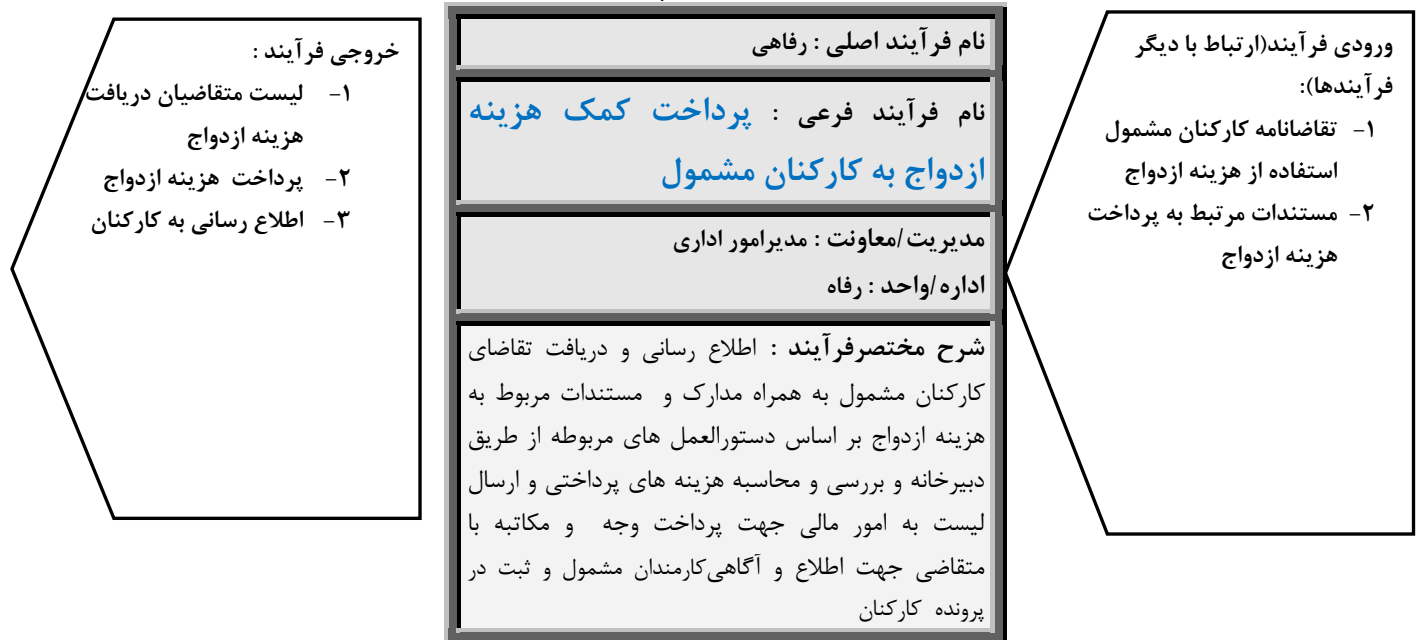 ورودی فرآیند(ارتباط با دیگر
فرآیندها):
۱- تقاضانامه کارکنان مشمول
استفاده از هزینه ازدواج
۲- مستندات مرتبط به پرداخت
هزینه ازدواج
نام فرآیند اصلی : رفاهی
نام فرآیند فرعی : پرداخت کمک هزینه
ازدواج به کارکنان مشمول
مدیریت/معاونت : مدیرامور اداری
اداره/واحد : رفاه
شرح مختصرفرآیند : اطلاع رسانی و دریافت تقاضای
کارکنان مشمول به همراه مدارک و مستندات مربوط به
هزینه ازدواج بر اساس دستورالعمل های مربوطه از طریق
دبیرخانه و بررسی و محاسبه هزینه های پرداختی و ارسال
لیست به امور مالی جهت پرداخت وجه و مکاتبه با
متقاضی جهت اطلاع و آگاهی‌کارمندان مشمول و ثبت در
پرونده کارکنان
خروجی فرآیند :
۱- لیست متقاضیان دریافت
هزینه ازدواج
۲- پرداخت هزینه ازدواج
۳- اطلاع رسانی به کارکنان